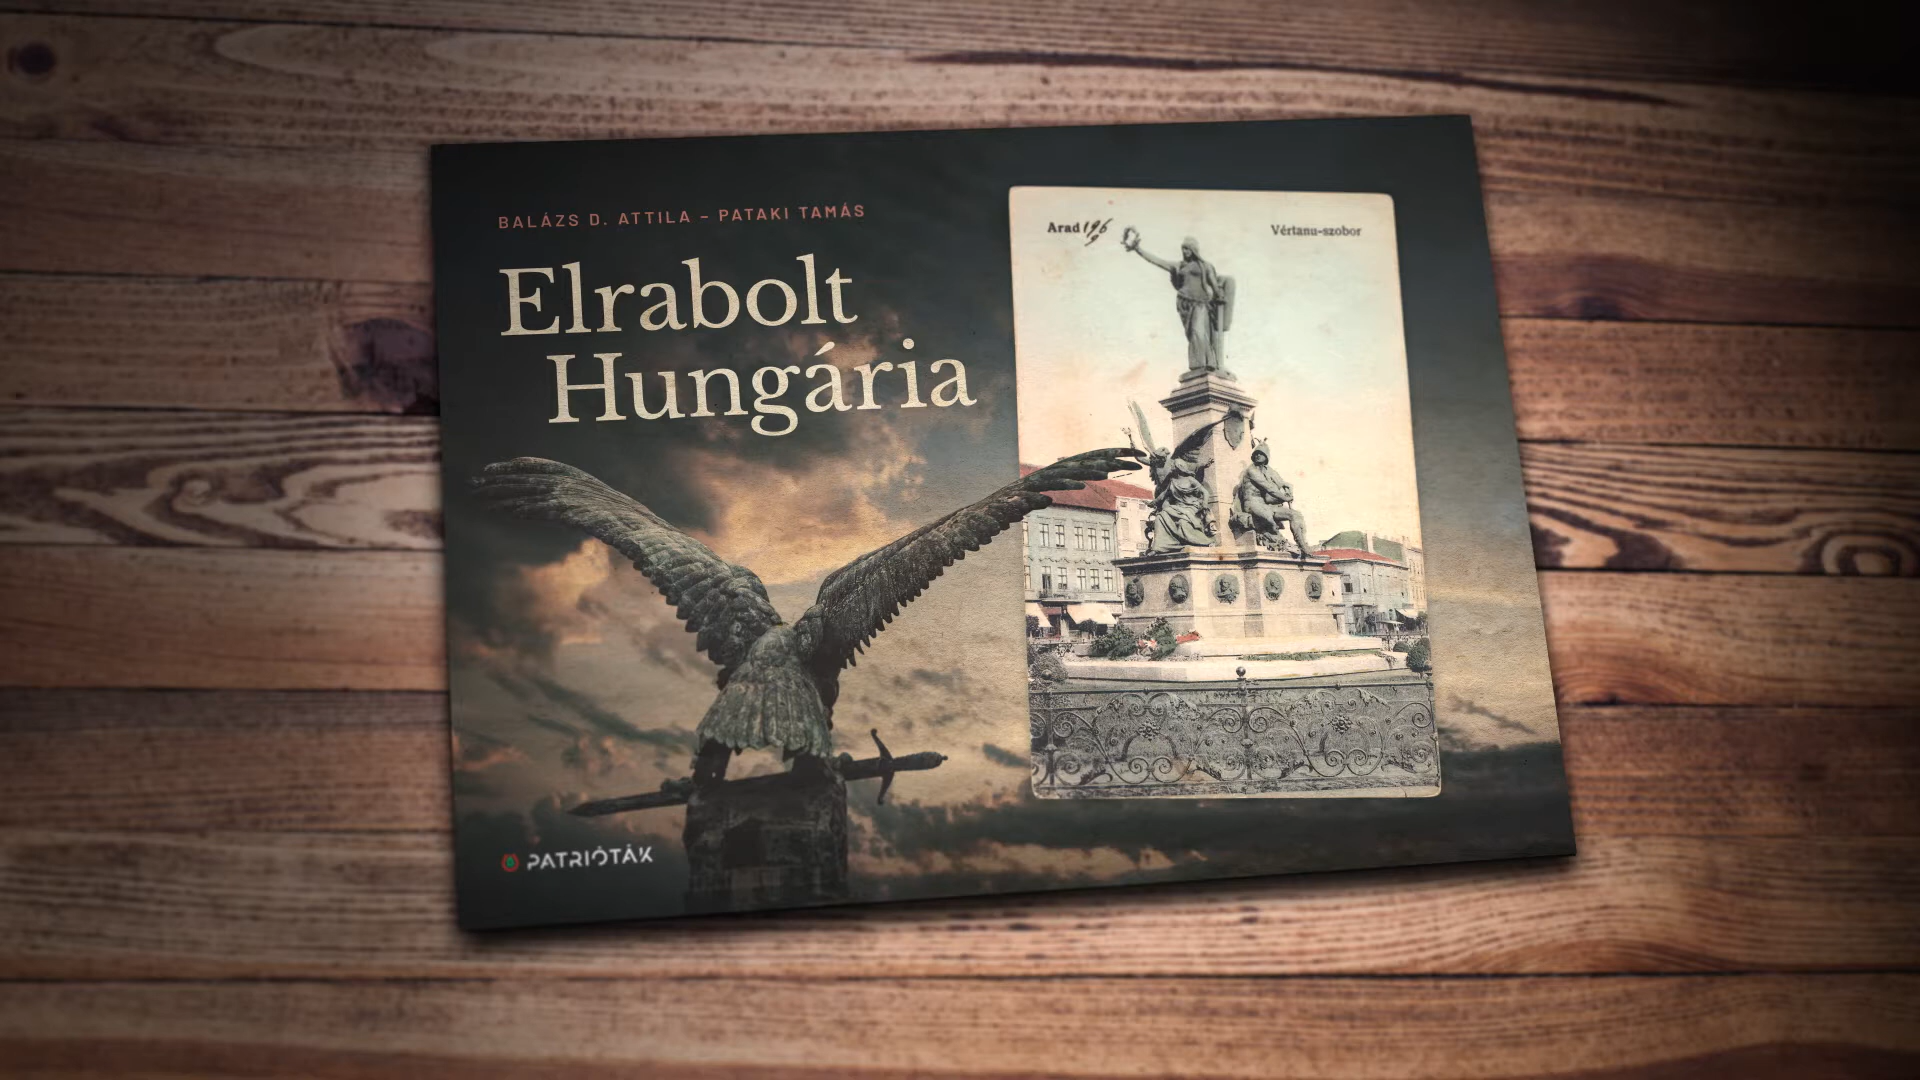 BALÁZS D. ATTILA – PATAKI TAMÁS
Elrabolt
Hungária
Arad
Vértanu-szobor
PATRIÓTÁK